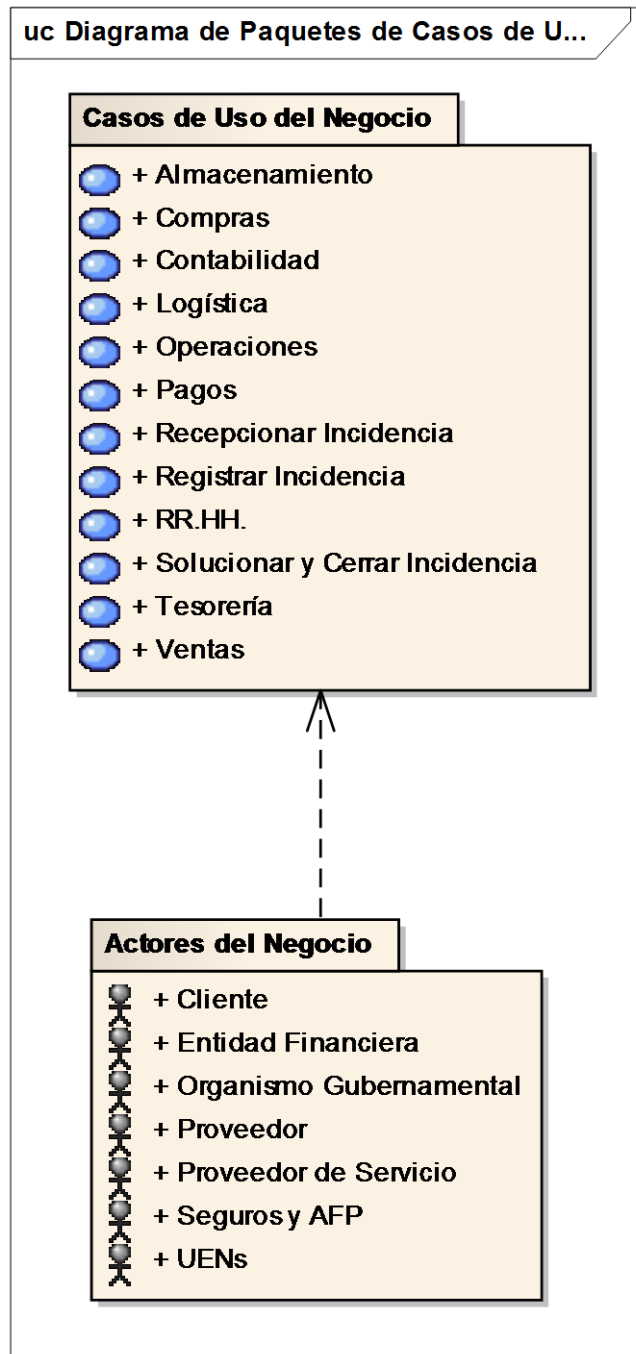 uc Diagrama de Paquetes de Casos de U...
Casos de Uso del Negocio
+ Almacenamiento
+ Compras
+ Contabilidad
+ Logística
+ Operaciones
+ Pagos
+ Recepcionar Incidencia
+ Registrar Incidencia
+ RR.HH.
+ Solucionar y Cerrar Incidencia
+ Tesorería
+ Ventas
Actores del Negocio
+ Cliente
+ Entidad Financiera
+ Organismo Gubernamental
+ Proveedor
+ Proveedor de Servicio
+ Seguros y AFP
+ UENs